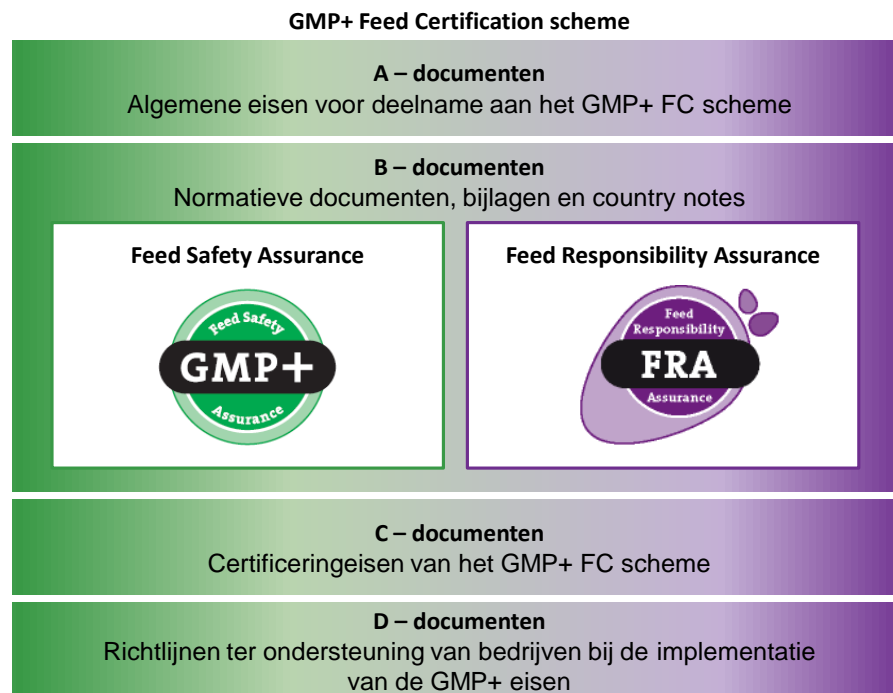 GMP+ Feed Certification scheme
A – documenten
Algemene eisen voor deelname aan het GMP+ FC scheme
B – documenten
Normatieve documenten, bijlagen en country notes
Feed Safety Assurance
Feed Safety
GMP+
Assurance
Feed Responsibility Assurance
Feed
Responsibility
FRA
Assurance
C – documenten
Certificeringeisen van het GMP+ FC scheme
D – documenten
Richtlijnen ter ondersteuning van bedrijven bij de implementatie
van de GMP+ eisen